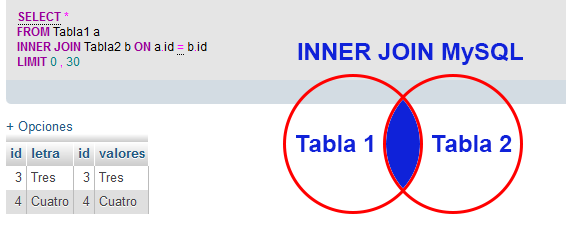 SELECT *
FROM Tabla1 a
INNER JOIN Tabla2 b ON a.id = b.id
LIMIT 0 , 30
INNER JOIN MySQL
Tabla 1 Tabla 2
+ Opciones
id letra id valores
3 Tres 3 Tres
4 Cuatro 4 Cuatro